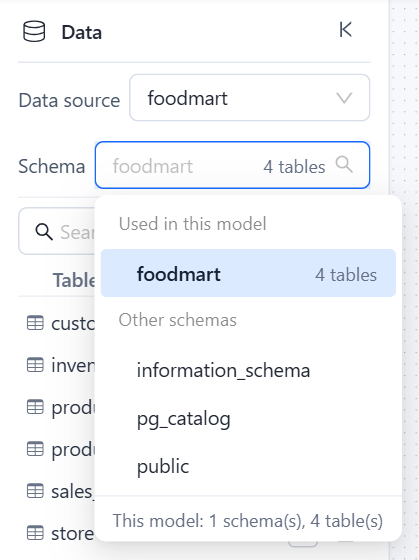 Data
Data source foodmart
Schema foodmart 4 tables
Used in this model
foodmart 4 tables
Other schemas
information_schema
pg_catalog
public
This model: 1 schema(s), 4 table(s)